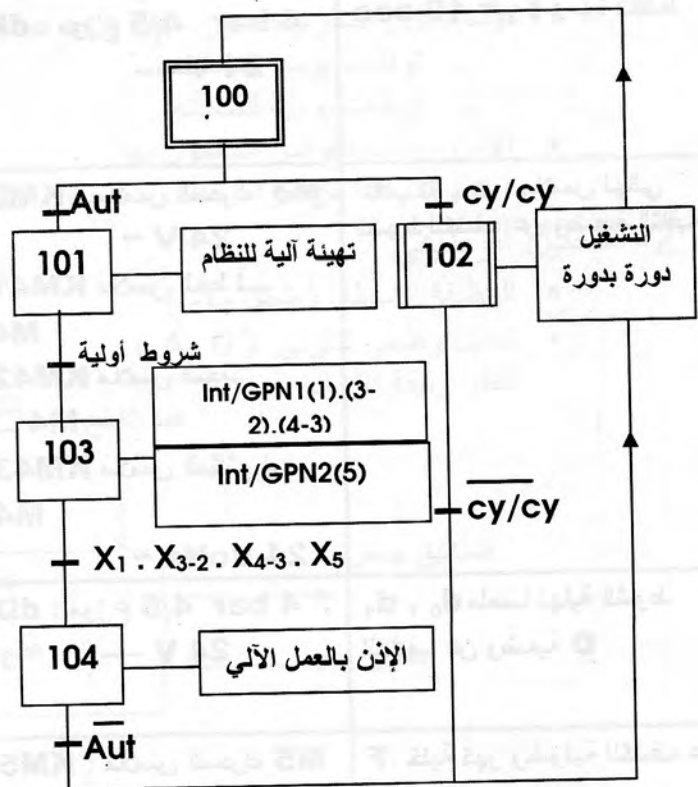 100
Aut
cy/cy
101
تهيئة آلية للنظام
102
التشغيل
دورة بدورة
شروط أولية
103
Int/GPN1(1).(3-
2).(4-3)
Int/GPN2(5)
cy/cy
X1 . X3-2 . X4-3 . X5
104
الإذن بالعمل الآلي
Aut